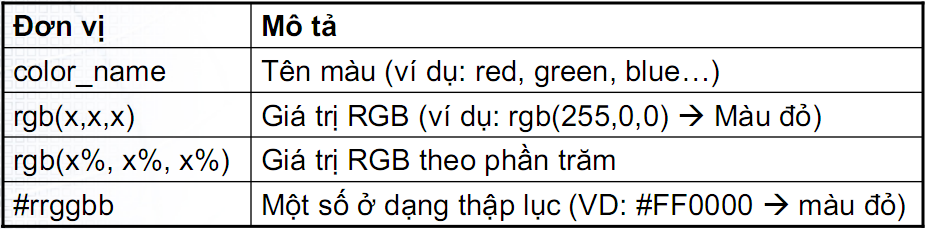 Đơn vị Mô tả
color_name Tên màu (ví dụ: red, green, blue…)
rgb(x,x,x) Giá trị RGB (ví dụ: rgb(255,0,0) → Màu đỏ)
rgb(x%, x%, x%) Giá trị RGB theo phần trăm
#rrggbb Một số ở dạng thập lục (VD: #FF0000 → màu đỏ)